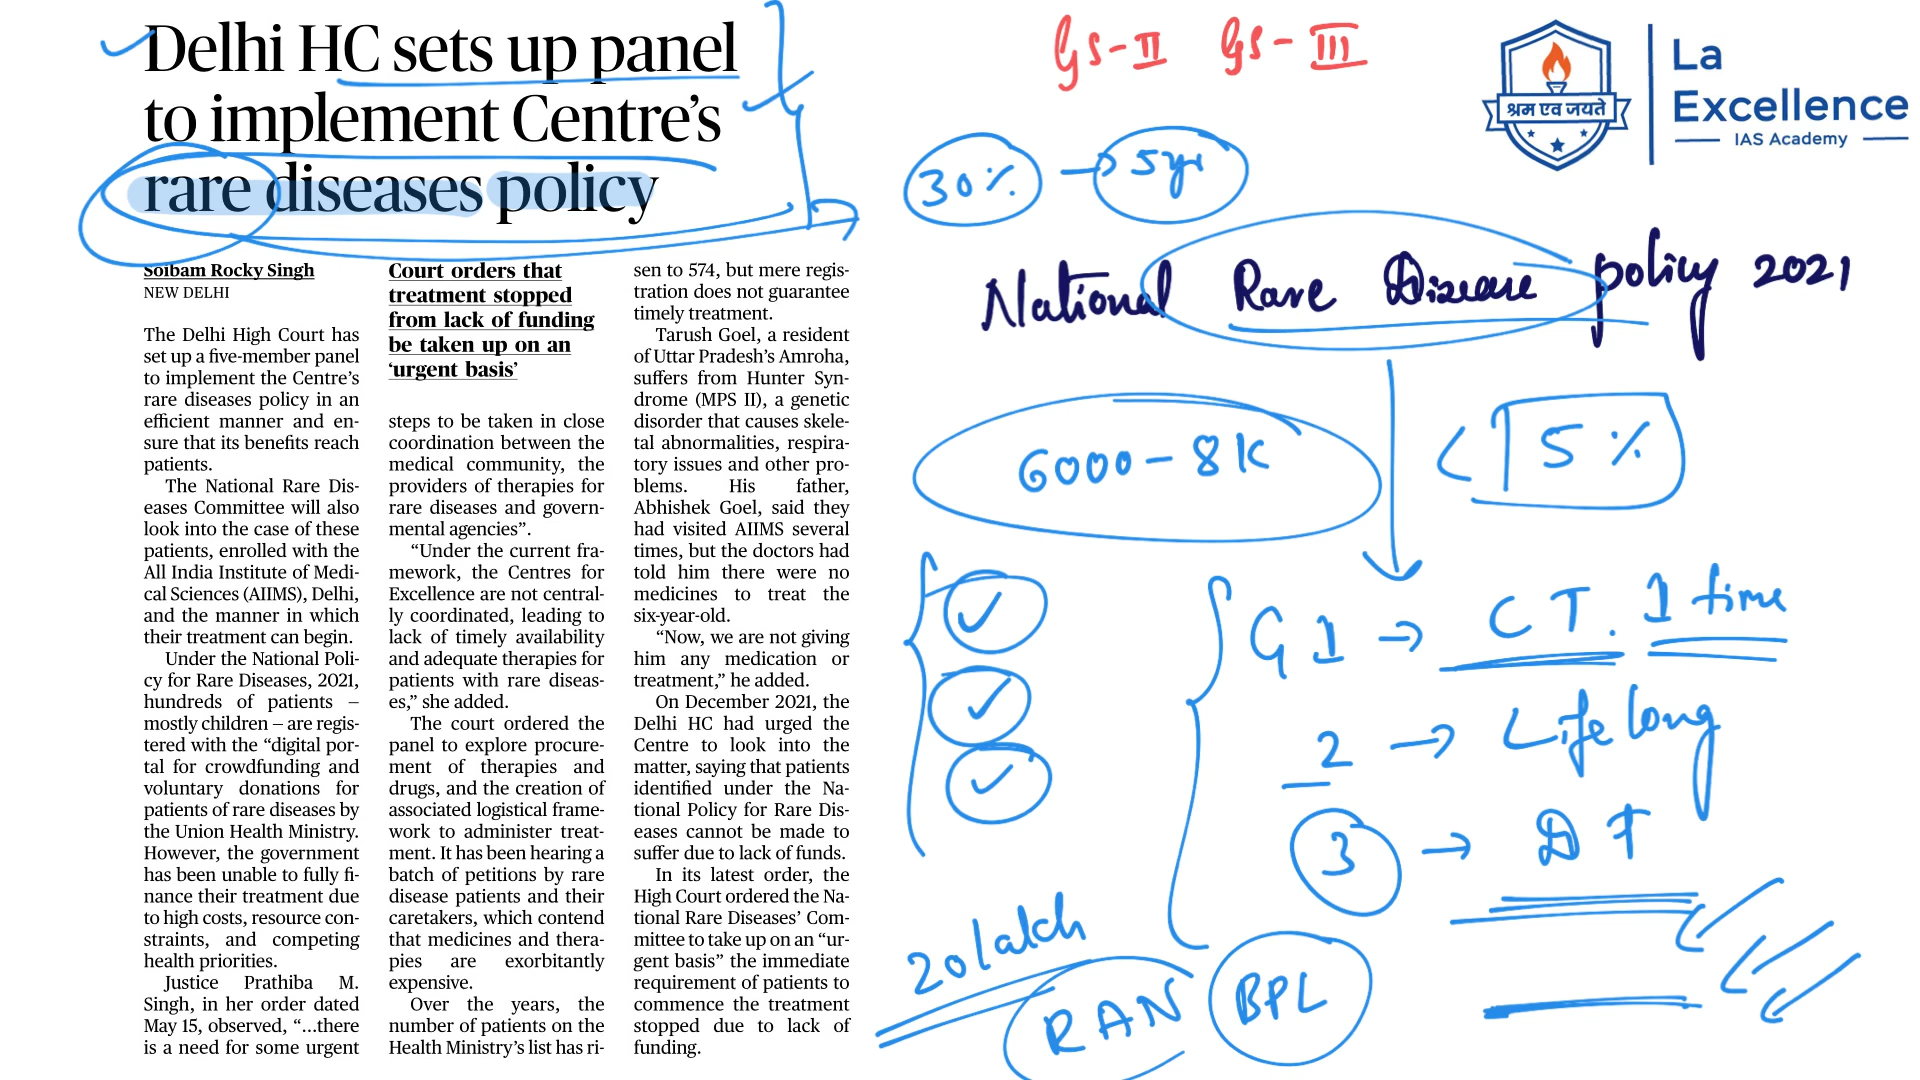 Delhi HC sets up panel
to implement Centre's
rare diseases policy
Soibam Rocky Singh
NEW DELHI
The Delhi High Court has
set up a five-member panel
to implement the Centre's
rare diseases policy in an
efficient manner and en-
sure that its benefits reach
patients.
The National Rare Dis-
eases Committee will also
look into the case of these
patients, enrolled with the
All India Institute of Medi-
cal Sciences (AIIMS), Delhi,
and the manner in which
their treatment can begin.
Under the National Poli-
cy for Rare Diseases, 2021,
hundreds of patients –
mostly children – are regis-
tered with the “digital por-
tal for crowdfunding and
voluntary donations for
patients of rare diseases by
the Union Health Ministry.
However, the government
has been unable to fully fi-
nance their treatment due
to high costs, resource con-
straints, and competing
health priorities.
Justice Prathiba M.
Singh, in her order dated
May 15, observed, “...there
is a need for some urgent
Court orders that
treatment stopped
from lack of funding
be taken up on an
‘urgent basis’
steps to be taken in close
coordination between the
medical community, the
providers of therapies for
rare diseases and govern-
mental agencies”.
“Under the current fra-
mework, the Centres for
Excellence are not central-
ly coordinated, leading to
lack of timely availability
and adequate therapies for
patients with rare diseas-
es,” she added.
The court ordered the
panel to explore procure-
ment of therapies and
drugs, and the creation of
associated logistical frame-
work to administer treat-
ment. It has been hearing a
batch of petitions by rare
disease patients and their
caretakers, which contend
that medicines and thera-
pies are exorbitantly
expensive.
Over the years, the
number of patients on the
Health Ministry's list has ri-
sen to 574, but mere regis-
tration does not guarantee
timely treatment.
Tarush Goel, a resident
of Uttar Pradesh's Amroha,
suffers from Hunter Syn-
drome (MPS II), a genetic
disorder that causes skele-
tal abnormalities, respira-
tory issues and other pro-
blems. His father,
Abhishek Goel, said they
had visited AIIMS several
times, but the doctors had
told him there were no
medicines to treat the
six-year-old.
“Now, we are not giving
him any medication or
treatment,” he added.
On December 2021, the
Delhi HC had urged the
Centre to look into the
matter, saying that patients
identified under the Na-
tional Policy for Rare Dis-
eases cannot be made to
suffer due to lack of funds.
In its latest order, the
High Court ordered the Na-
tional Rare Diseases' Com-
mittee to take up on an “ur-
gent basis” the immediate
requirement of patients to
commence the treatment
stopped due to lack of
funding.
GS-II GS-III
श्रम एव जयते
La
Excellence
IAS Academy
30% → 5yr
National Rare Disease policy 2021
6000-8K
< 5%
G1 → CT. 1 time
2 → Life long
3 → DT
20 lakh
RAN BPL